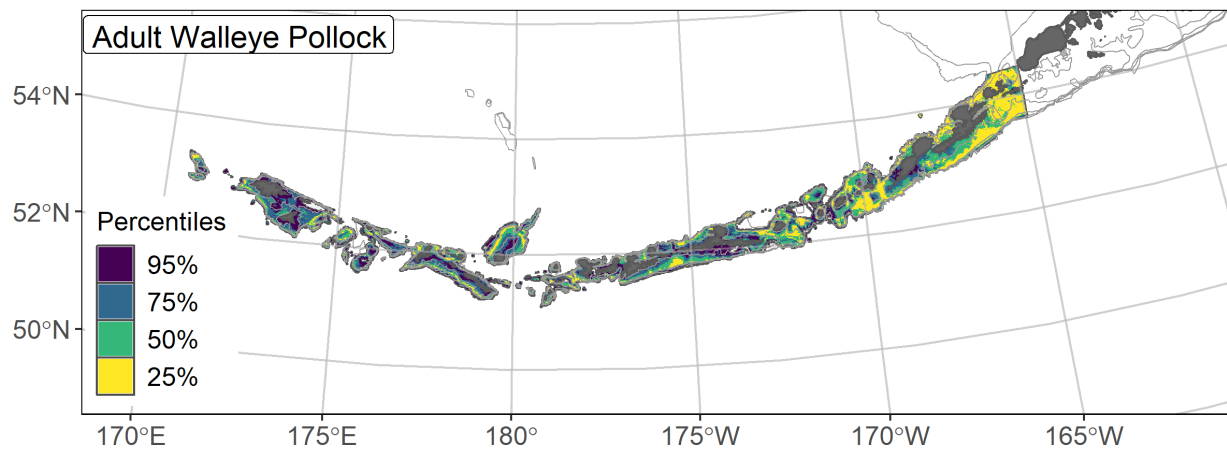 Adult Walleye Pollock
54°N
52°N
50°N
Percentiles
95%
75%
50%
25%
170°E
175°E
180°
175°W
170°W
165°W